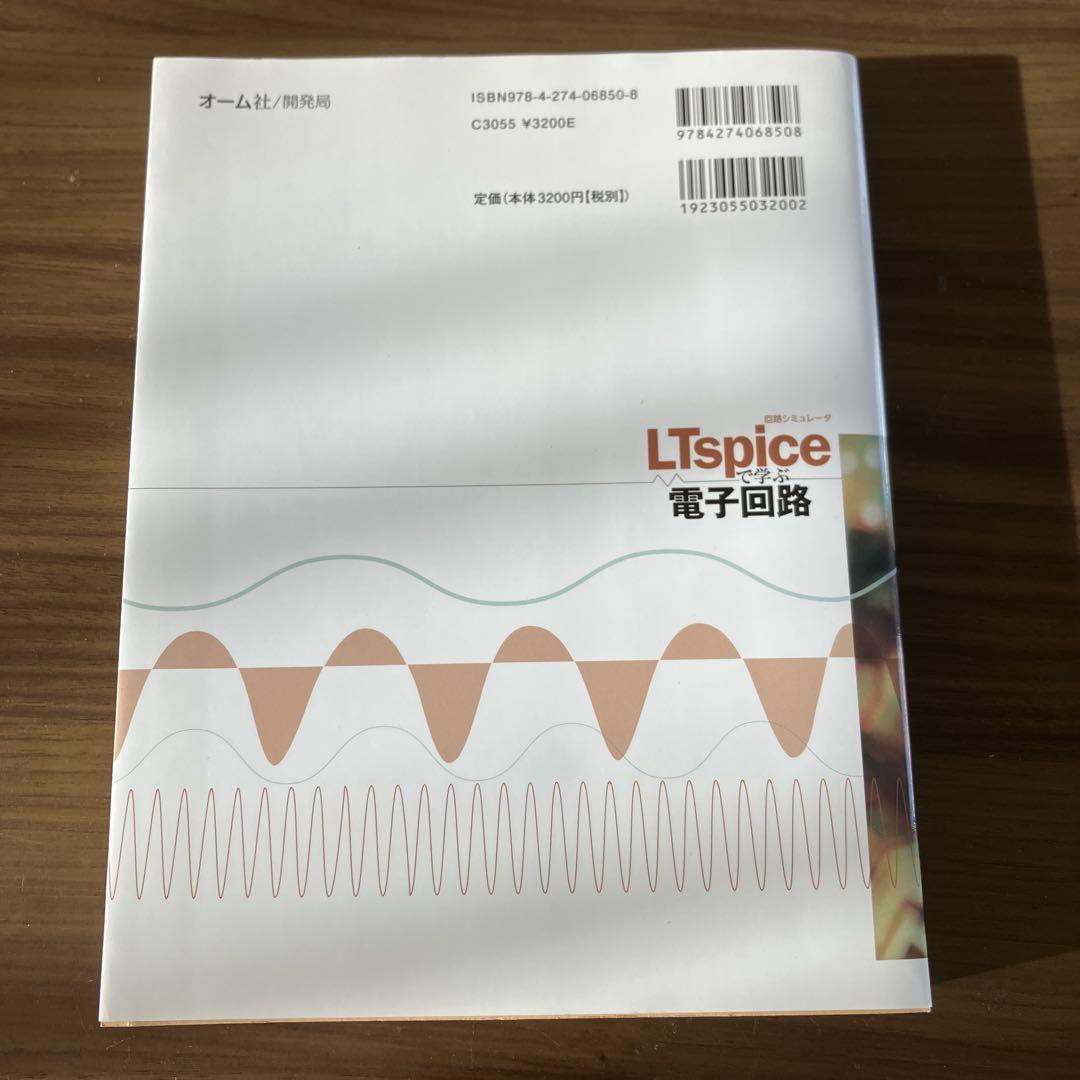 オーム社/開発局
ISBN978-4-274-06850-8
C3055 ¥3200E
定価(本体3200円【税別】)
9784274068508
1923055032002
回路シミュレータ
LTspice
で学ぶ
電子回路